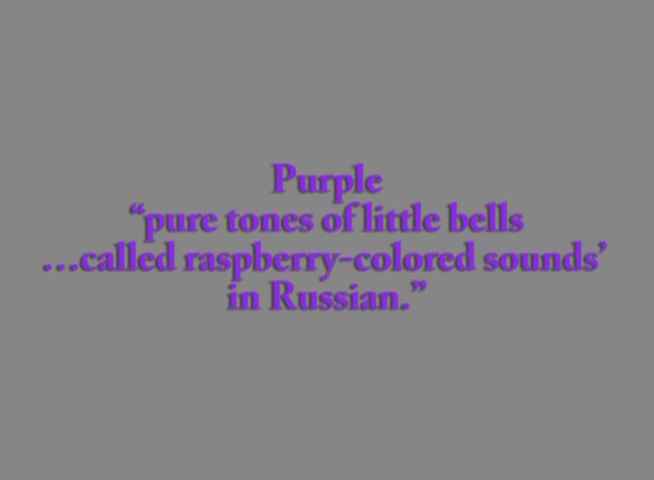 Purple
“pure tones of little bells
…called raspberry-colored sounds’
in Russian.”